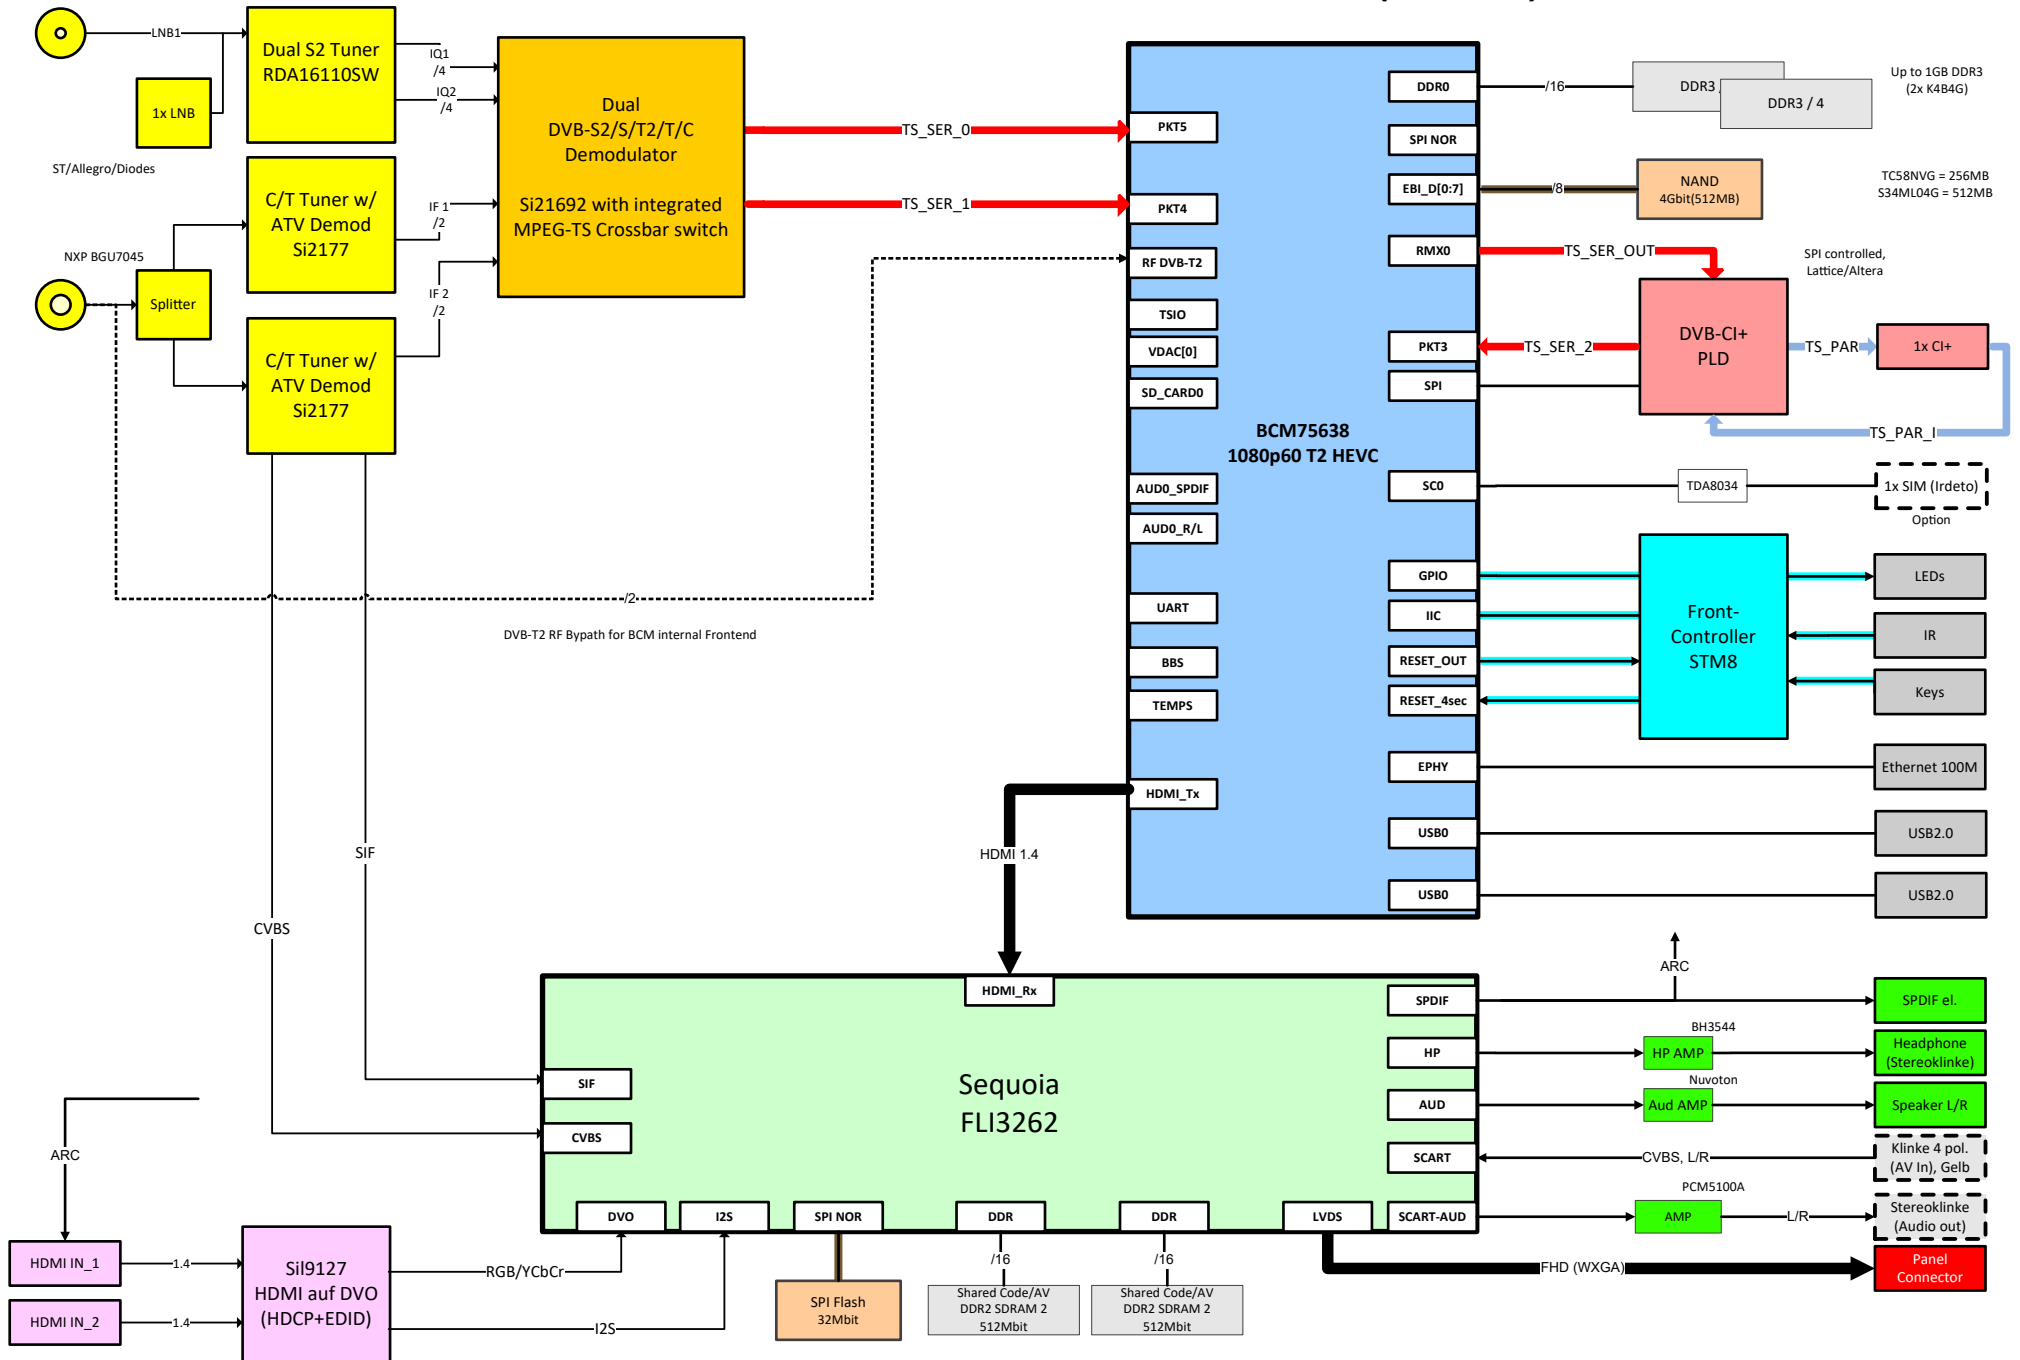 LNB1
Dual S2 Tuner
RDA16110SW
1x LNB
ST/Allegro/Diodes
IQ1
/4
IQ2
/4
C/T Tuner w/
ATV Demod
Si2177
NXP BGU7045
Splitter
C/T Tuner w/
ATV Demod
Si2177
IF 1
/2
IF 2
/2
Dual
DVB-S2/S/T2/T/C
Demodulator
Si21692 with integrated
MPEG-TS Crossbar switch
TS_SER_0
TS_SER_1
/2
DVB-T2 RF Bypath for BCM internal Frontend
SIF
CVBS
BCM75638
1080p60 T2 HEVC
PKT5
PKT4
RF DVB-T2
TSIO
VDAC[0]
SD_CARD0
AUD0_SPDIF
AUD0_R/L
UART
BBS
TEMPS
HDMI_Tx
DDR0
SPI NOR
EBI_D[0:7]
RMX0
PKT3
SPI
SC0
GPIO
IIC
RESET_OUT
RESET_4sec
EPHY
USB0
USB0
/16
DDR3
DDR3 / 4
Up to 1GB DDR3
(2x K4B4G)
/8
NAND
4Gbit(512MB)
TC58NVG = 256MB
S34ML04G = 512MB
TS_SER_OUT
SPI controlled,
Lattice/Altera
TS_SER_2
DVB-CI+
PLD
TS_PAR
1x CI+
TS_PAR_I
TDA8034
1x SIM (Irdeto)
Option
Front-
Controller
STM8
LEDs
IR
Keys
Ethernet 100M
USB2.0
USB2.0
HDMI 1.4
Sequoia
FLI3262
HDMI_Rx
SIF
CVBS
DVO
I2S
SPI NOR
DDR
DDR
LVDS
SPDIF
HP
AUD
SCART
SCART-AUD
ARC
SPDIF el.
BH3544
HP AMP
Headphone
(Stereoklinke)
Nuvoton
Aud AMP
Speaker L/R
CVBS, L/R
Klinke 4 pol.
(AV In), Gelb
PCM5100A
AMP
L/R
Stereoklinke
(Audio out)
FHD (WXGA)
Panel
Connector
ARC
HDMI IN_1
HDMI IN_2
1.4
1.4
Sil9127
HDMI auf DVO
(HDCP+EDID)
RGB/YCbCr
I2S
SPI Flash
32Mbit
/16
Shared Code/AV
DDR2 SDRAM 2
512Mbit
/16
Shared Code/AV
DDR2 SDRAM 2
512Mbit